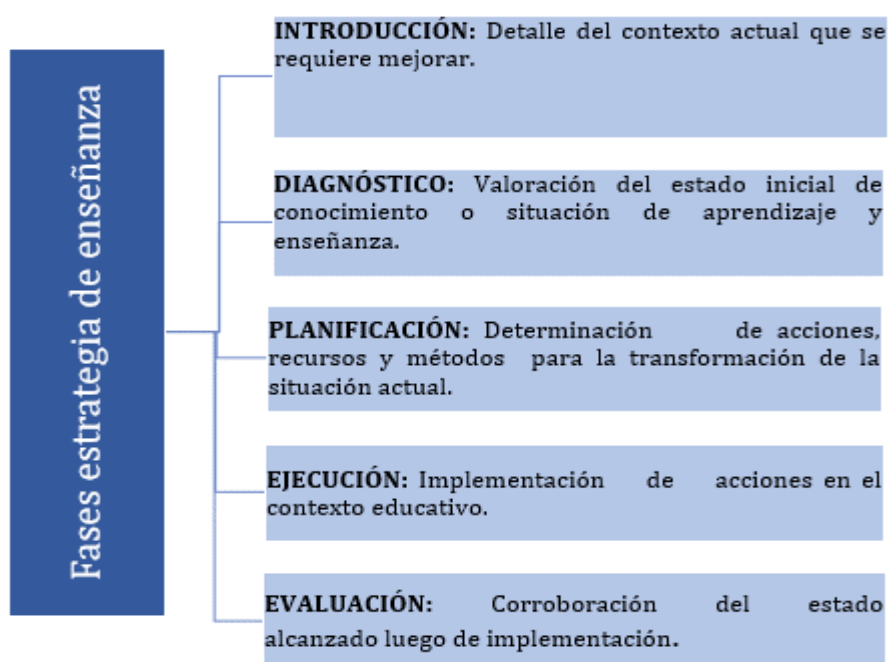 Fases estrategia de enseñanza
INTRODUCCIÓN: Detalle del contexto actual que se
requiere mejorar.
DIAGNÓSTICO: Valoración del estado inicial de
conocimiento o situación de aprendizaje y
enseñanza.
PLANIFICACIÓN: Determinación de acciones,
recursos y métodos para la transformación de la
situación actual.
EJECUCIÓN: Implementación de acciones en el
contexto educativo.
EVALUACIÓN: Corroboración del estado
alcanzado luego de implementación.